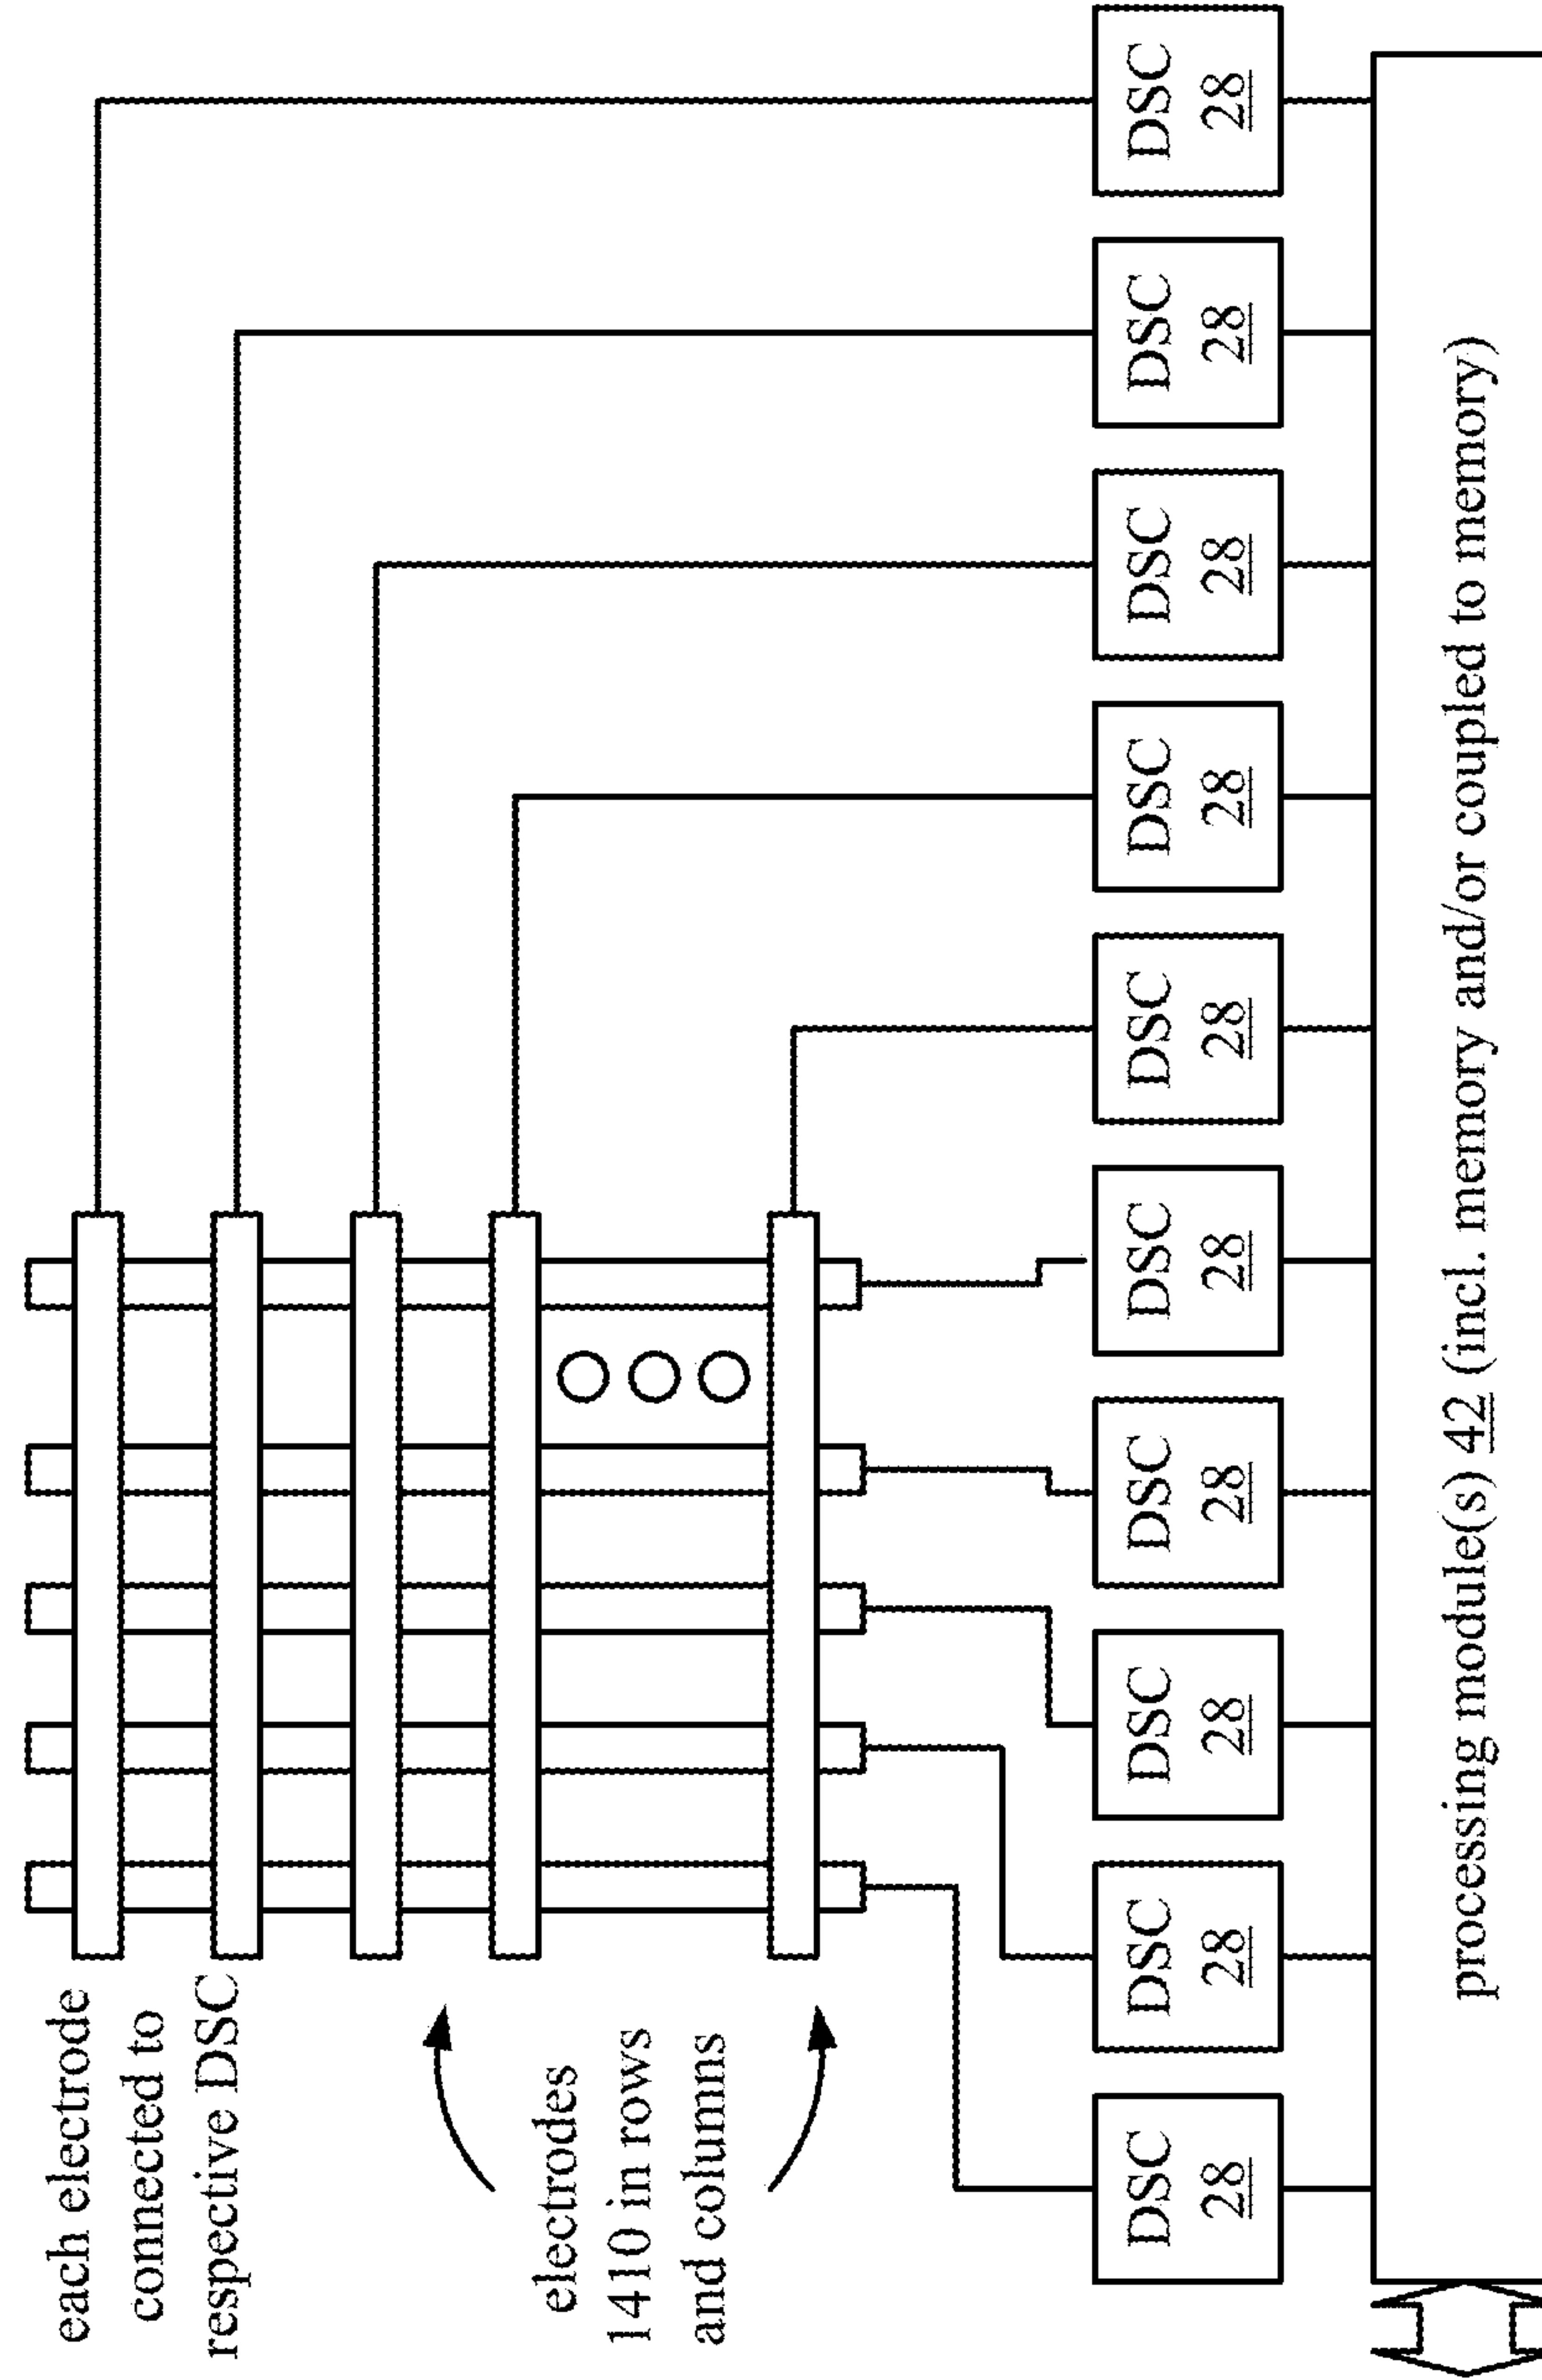 each electrode
connected to
respective DSC
electrodes
1410 in rows
and columns
DSC
28
DSC
28
DSC
28
DSC
28
DSC
28
DSC
28
DSC
28
DSC
28
DSC
28
DSC
28
processing module(s) 42 (incl. memory and/or coupled to memory)